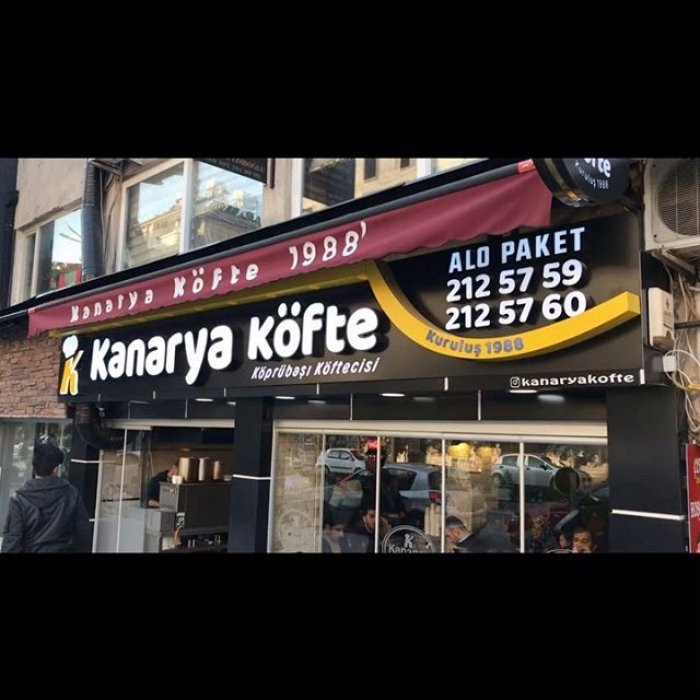 Köfte
Kuruluş 1988
Kanarya Köfte 1988'
ALO PAKET
212 57 59
212 57 60
Kanarya Köfte
Köprübaşı Köftecisi
Kuruluş 1988
kanaryakofte